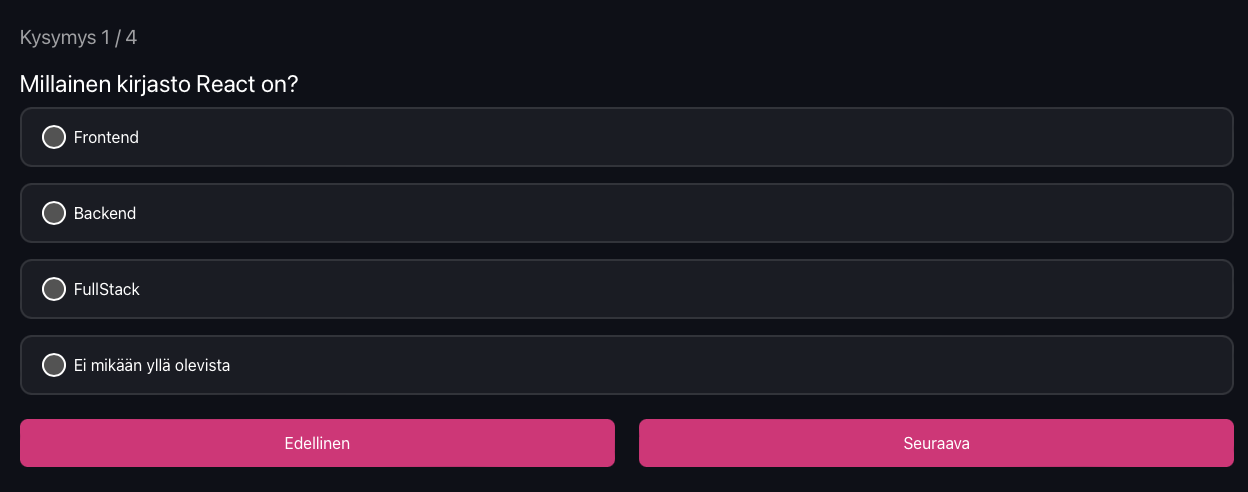 Kysymys 1 / 4
Millainen kirjasto React on?
Frontend
Backend
FullStack
Ei mikään yllä olevista
Edellinen
Seuraava